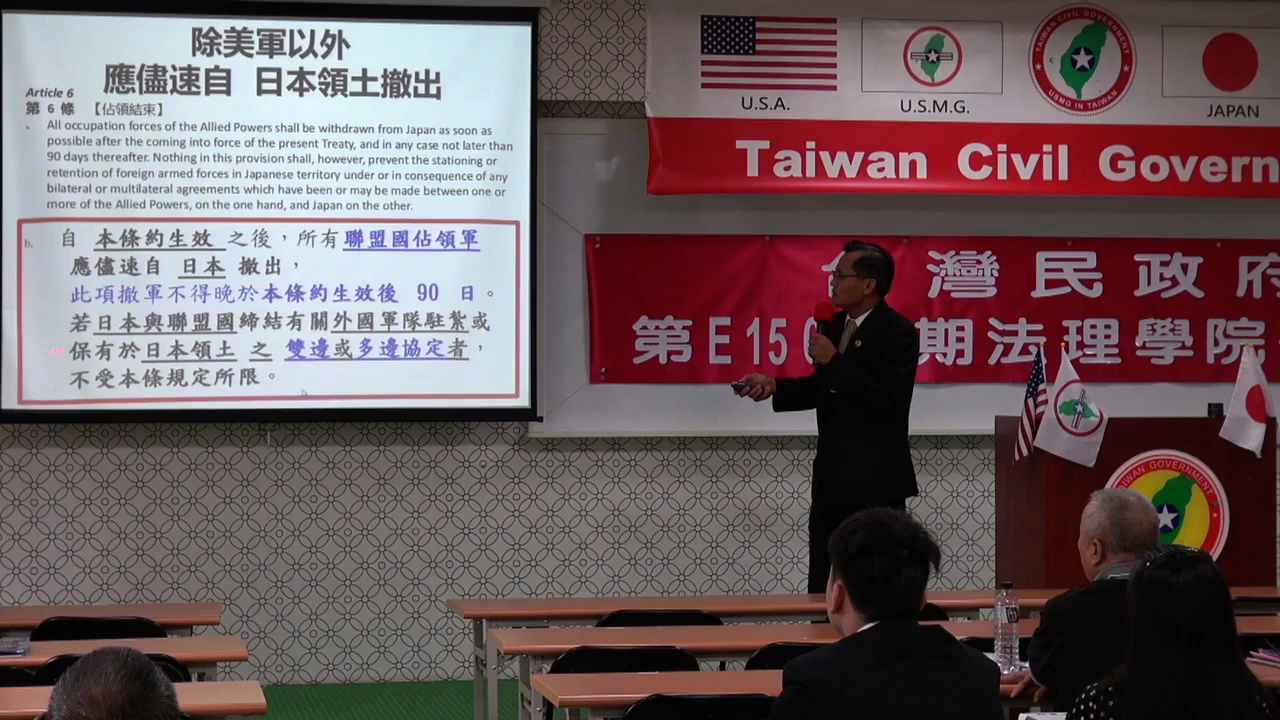 除美軍以外
應儘速自 日本領土撤出
Article 6
第 6 條 【佔領結束】
a. All occupation forces of the Allied Powers shall be withdrawn from Japan as soon as
possible after the coming into force of the present Treaty, and in any case not later than
90 days thereafter. Nothing in this provision shall, however, prevent the stationing or
retention of foreign armed forces in Japanese territory under or in consequence of any
bilateral or multilateral agreements which have been or may be made between one or
more of the Allied Powers, on the one hand, and Japan on the other.
b. 自 本條約生效 之後，所有聯盟國佔領軍
應儘速自 日本 撤出，
此項撤軍不得晚於本條約生效後 90 日。
若日本與聯盟國締結有關外國軍隊駐紮或
保有於日本領土 之 雙邊或多邊協定者，
不受本條規定所限。
U.S.A.
U.S.M.G.
TAIWAN CIVIL GOVERNMENT
USMG IN TAIWAN
JAPAN
Taiwan Civil Govern
灣民政府
第E15 期法理學院
TAIWAN GOVERNMENT